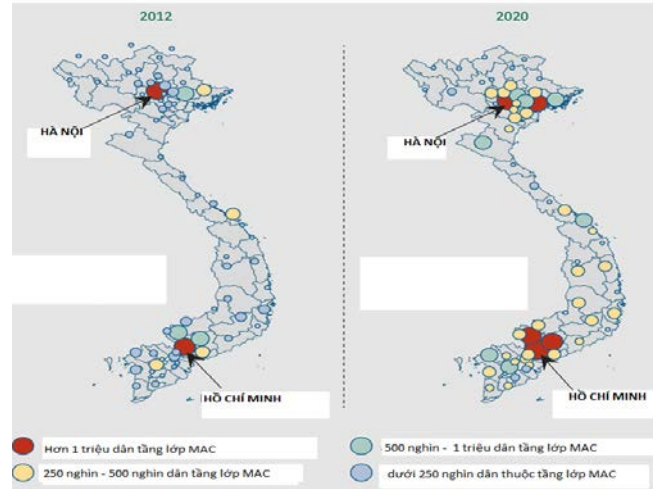 2012
2020
HÀ NỘI
HÀ NỘI
HỒ CHÍ MINH
HỒ CHÍ MINH
Hơn 1 triệu dân tầng lớp MAC
500 nghìn - 1 triệu dân tầng lớp MAC
250 nghìn - 500 nghìn dân tầng lớp MAC
dưới 250 nghìn dân thuộc tầng lớp MAC